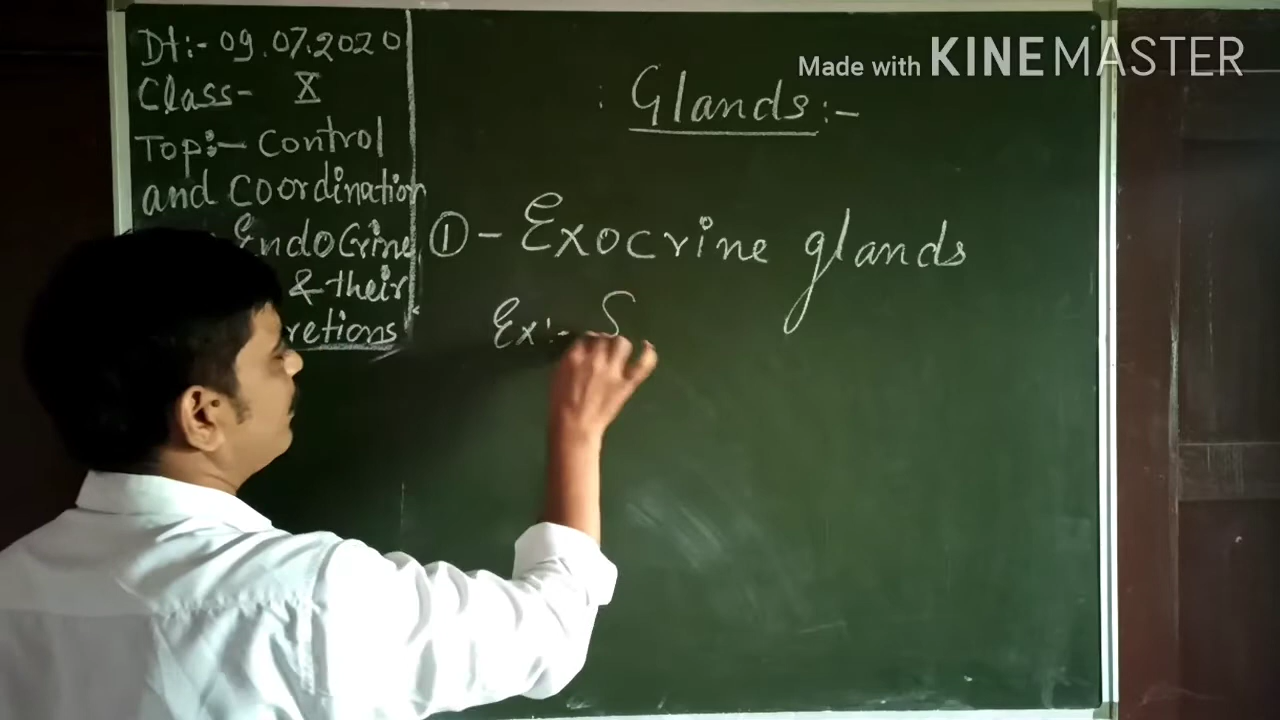 Dt:- 09.07.2020
Class- X
Top:- Control
and Coordination
Endocrine
& their
retions
Made with KINEMASTER
Glands:-
① - Exocrine glands
Ex:- S